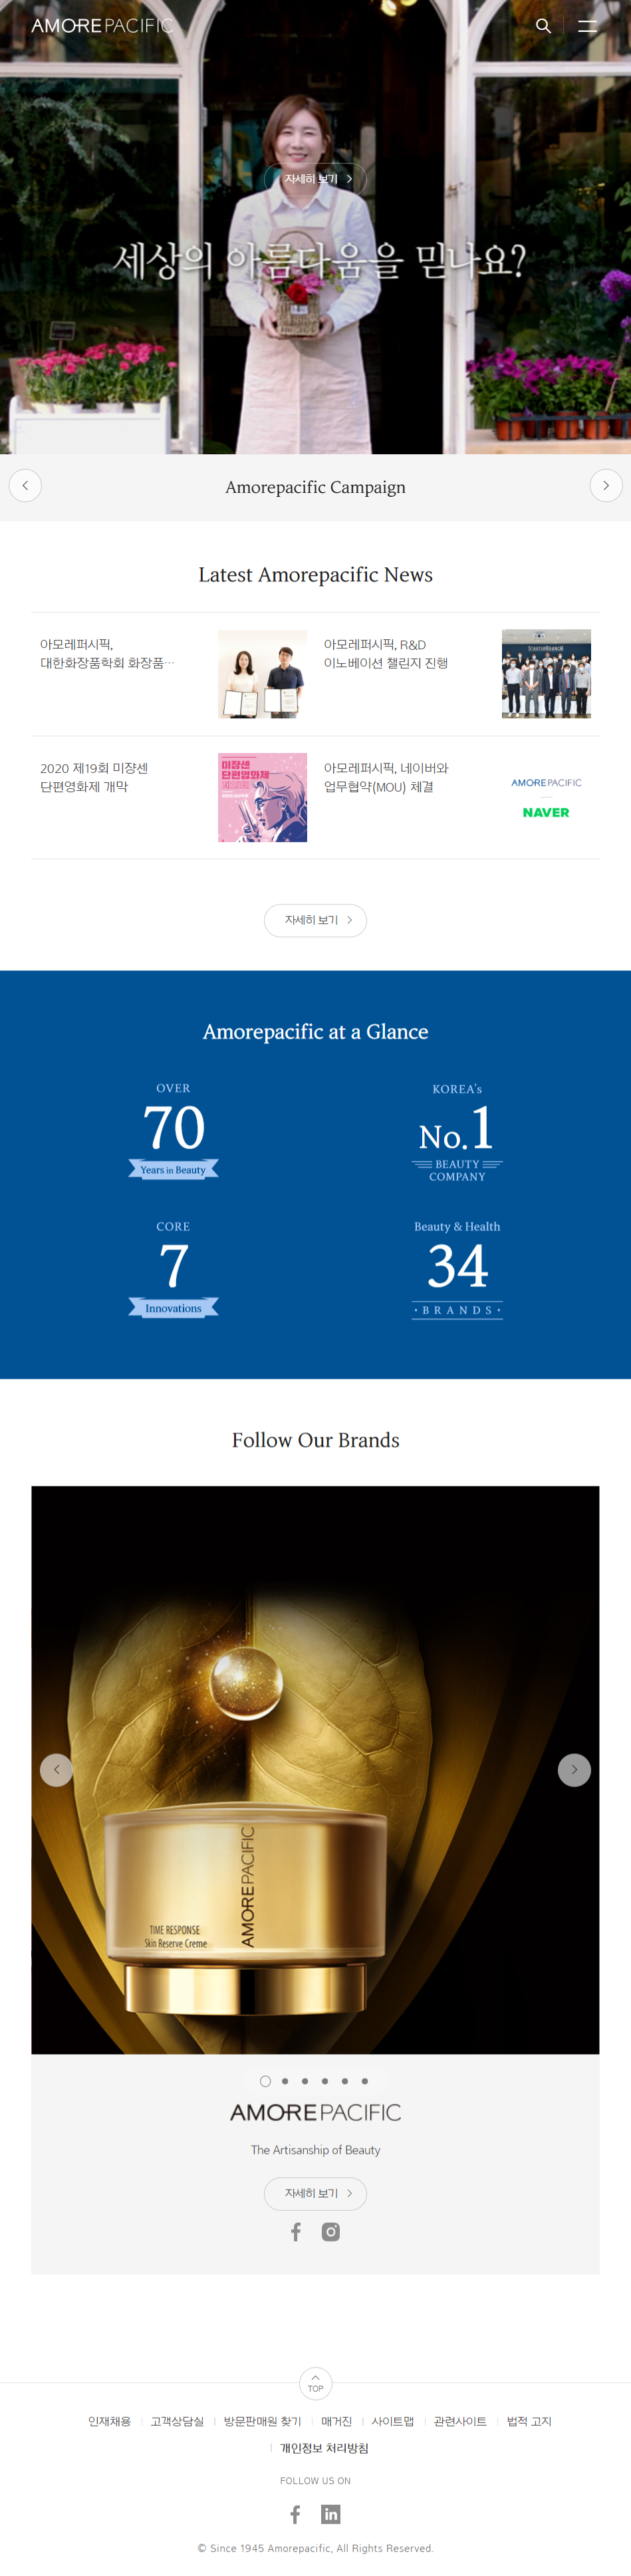 AMOREPACIFIC
자세히 보기
세상의 아름다움을 믿나요?
Amorepacific Campaign
Latest Amorepacific News
아모레퍼시픽,
대한화장품학회 화장품…
아모레퍼시픽, R&D
이노베이션 챌린지 진행
2020 제19회 미쟝센
단편영화제 개막
미장센
단편영화제
아모레퍼시픽, 네이버와
업무협약(MOU) 체결
AMOREPACIFIC
NAVER
자세히 보기
Amorepacific at a Glance
OVER
70
Years in Beauty
KOREA's
No.1
BEAUTY
COMPANY
CORE
7
Innovations
Beauty & Health
34
· BRANDS ·
Follow Our Brands
AMOREPACIFIC
TIME RESPONSE
Skin Reserve Creme
AMOREPACIFIC
The Artisanship of Beauty
자세히 보기
TOP
인재채용 고객상담실 방문판매원 찾기 매거진 사이트맵 관련사이트 법적 고지
개인정보 처리방침
FOLLOW US ON
in
© Since 1945 Amorepacific, All Rights Reserved.